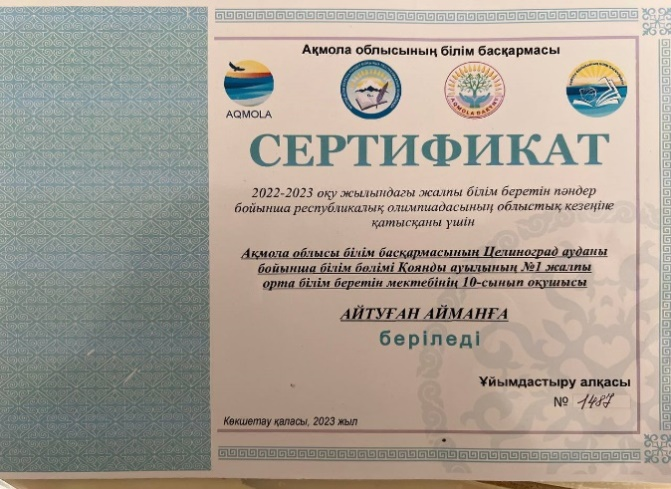 Ақмола облысының білім басқармасы
AQMOLA
AQMOLA DARYNY
СЕРТИФИКАТ
2022-2023 оқу жылындағы жалпы білім беретін пәндер
бойынша республикалық олимпиадасының облыстық кезеңіне
қатысқаны үшін
Ақмола облысы білім басқармасының Целиноград ауданы
бойынша білім бөлімі Қоянды ауылының №1 жалпы
орта білім беретін мектебінің 10-сынып оқушысы
АЙТУҒАН АЙМАНҒА
беріледі
Ұйымдастыру алқасы
№ 1487
Көкшетау қаласы, 2023 жыл